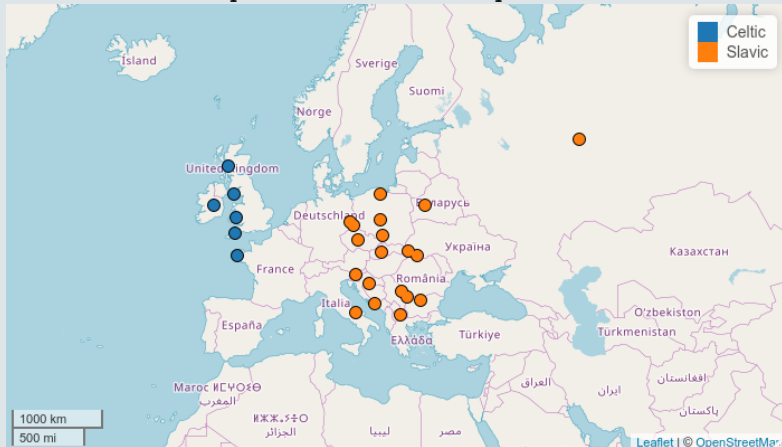 Celtic
Slavic
Ísland
Sverige
Suomi
Norge
United Kingdom
Беларусь
Deutschland
Україна
Казахстан
France
România
Italia
Oʻzbekiston
España
Türkiye
Türkmenistan
Ελλάδα
افغانستان
العراق
ایران
Maroc ⵍⵎⵖⵔⵉⴱ
المغرب
پاکستان
ⵍⵣⵣⴰⵢⴻⵔ
الجزائر
ليبيا
مصر
1000 km
500 mi
Leaflet | © OpenStreetMap